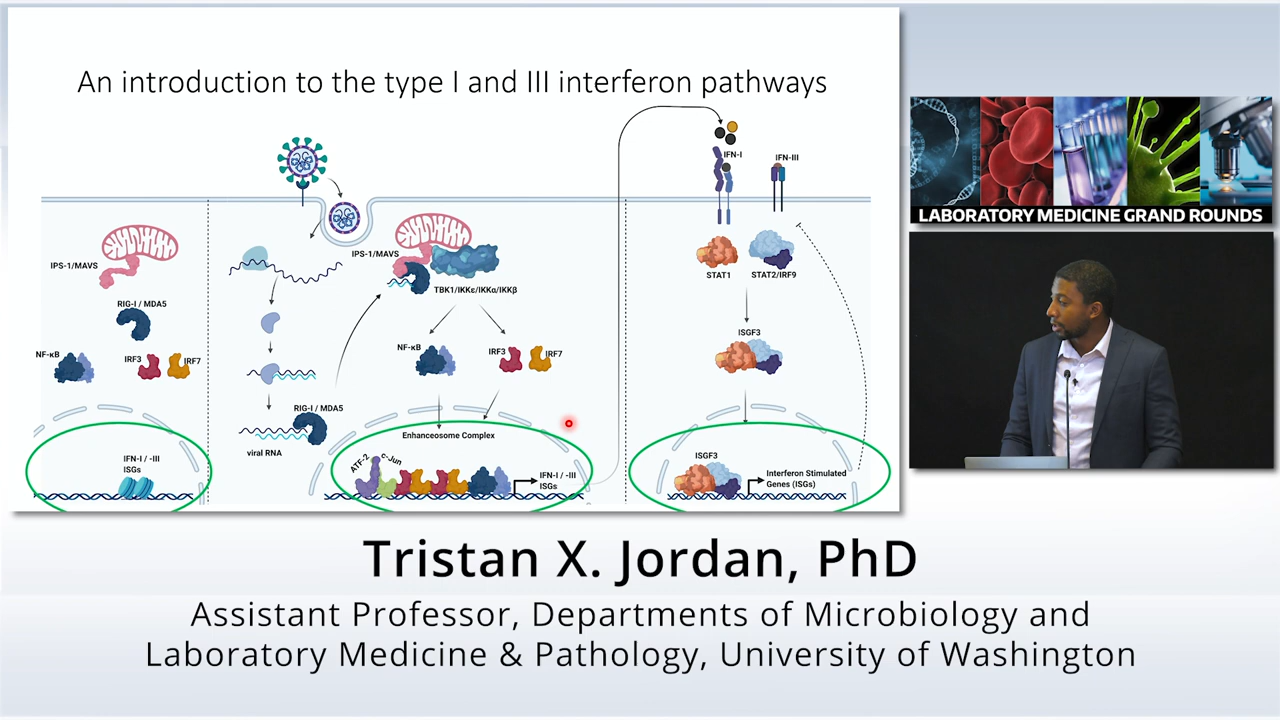 An introduction to the type I and III interferon pathways
IFN-I
IFN-III
IPS-1/MAVS
RIG-I / MDA5
NF-κB
IRF3
IRF7
IFN-I / -III
ISGs
viral RNA
RIG-I / MDA5
IPS-1/MAVS
TBK1/IKKε/IKKα/IKKβ
NF-κB
IRF3
IRF7
Enhanceosome Complex
ATF-2
c-Jun
IFN-I / -III
ISGs
STAT1
STAT2/IRF9
ISGF3
ISGF3
Interferon Stimulated
Genes (ISGs)
LABORATORY MEDICINE GRAND ROUNDS
Tristan X. Jordan, PhD
Assistant Professor, Departments of Microbiology and
Laboratory Medicine & Pathology, University of Washington